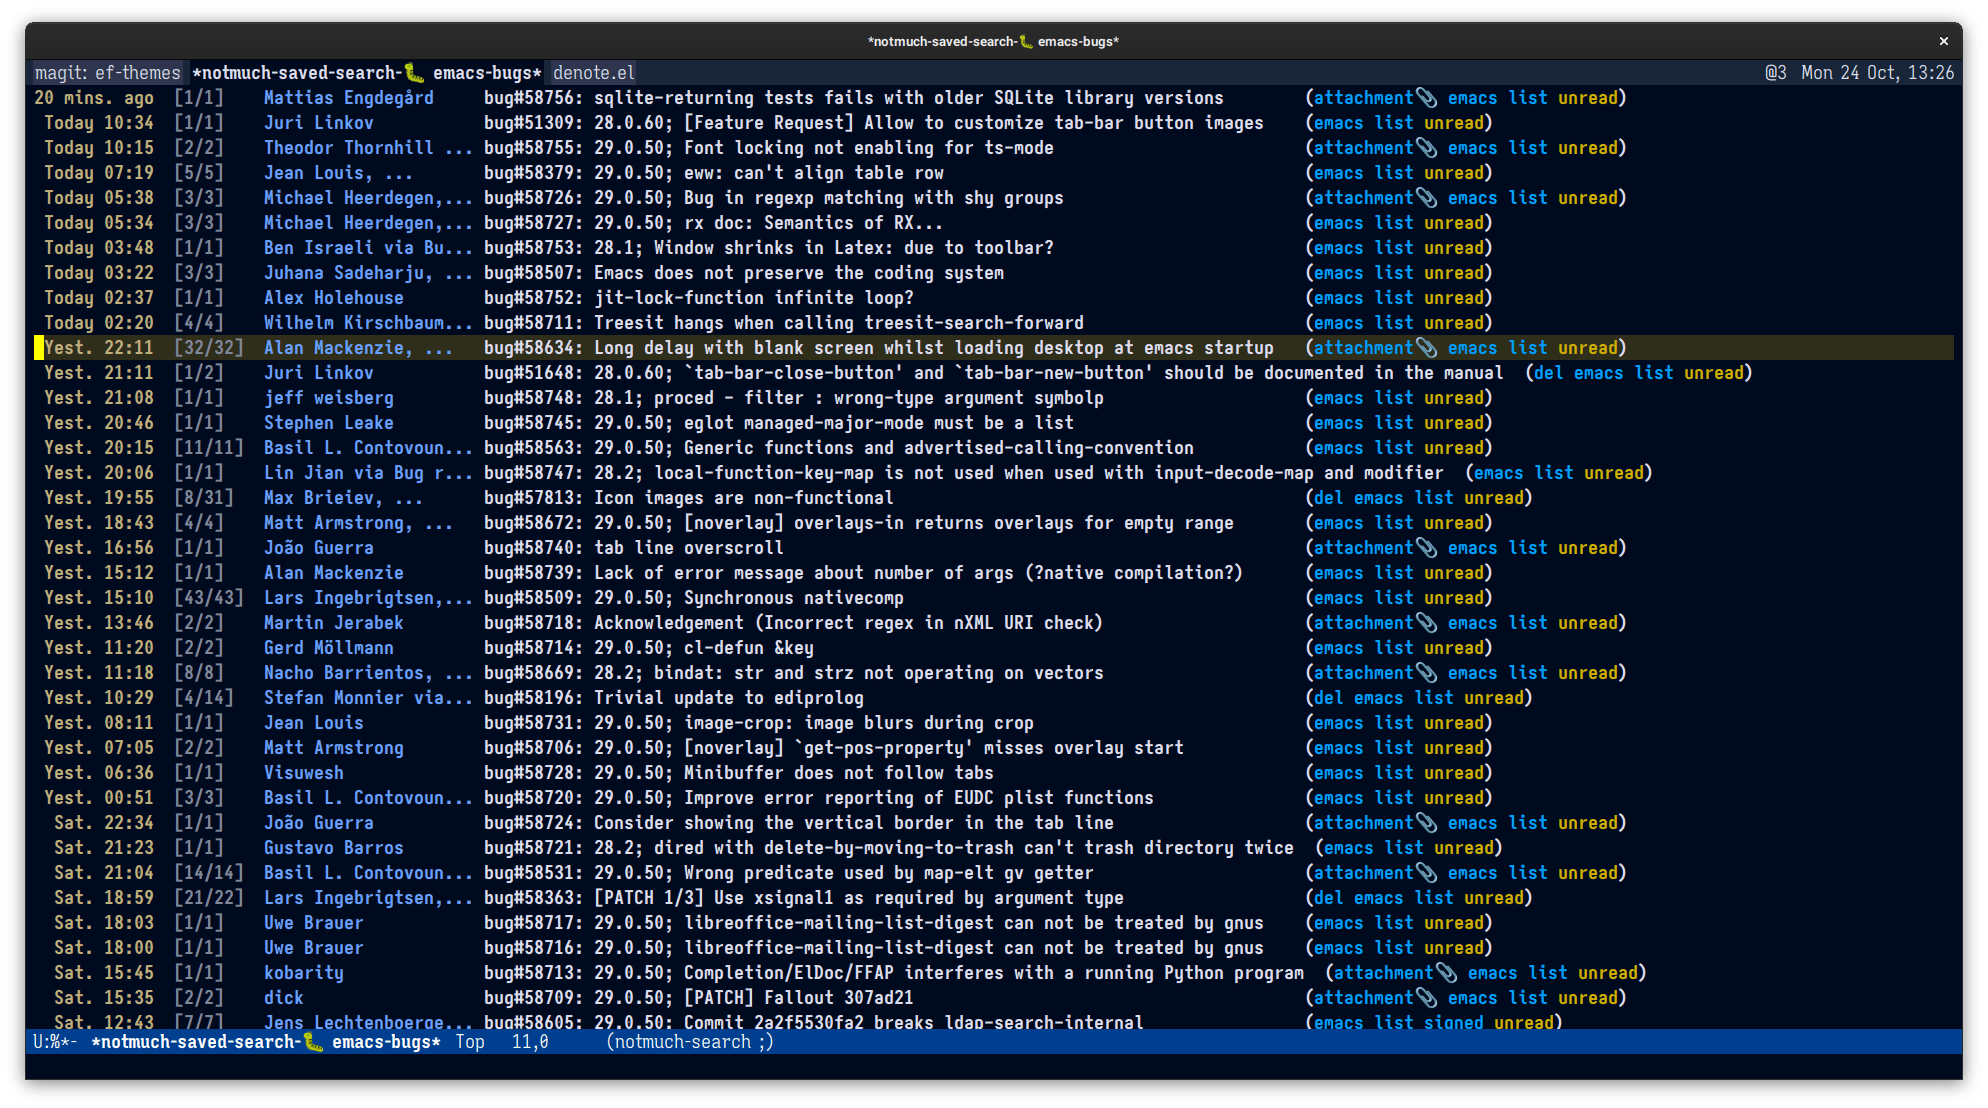 *notmuch-saved-search-🐛 emacs-bugs* ×
magit: ef-themes *notmuch-saved-search-🐛 emacs-bugs* denote.el @3 Mon 24 Oct, 13:26
20 mins. ago [1/1] Mattias Engdegård bug#58756: sqlite-returning tests fails with older SQLite library versions (attachment📎 emacs list unread)
Today 10:34 [1/1] Juri Linkov bug#51309: 28.0.60; [Feature Request] Allow to customize tab-bar button images (emacs list unread)
Today 10:15 [2/2] Theodor Thornhill ... bug#58755: 29.0.50; Font locking not enabling for ts-mode (attachment📎 emacs list unread)
Today 07:19 [5/5] Jean Louis, ... bug#58379: 29.0.50; eww: can't align table row (emacs list unread)
Today 05:38 [3/3] Michael Heerdegen,... bug#58726: 29.0.50; Bug in regexp matching with shy groups (attachment📎 emacs list unread)
Today 05:34 [3/3] Michael Heerdegen,... bug#58727: 29.0.50; rx doc: Semantics of RX... (emacs list unread)
Today 03:48 [1/1] Ben Israeli via Bu... bug#58753: 28.1; Window shrinks in Latex: due to toolbar? (emacs list unread)
Today 03:22 [3/3] Juhana Sadeharju, ... bug#58507: Emacs does not preserve the coding system (emacs list unread)
Today 02:37 [1/1] Alex Holehouse bug#58752: jit-lock-function infinite loop? (emacs list unread)
Today 02:20 [4/4] Wilhelm Kirschbaum... bug#58711: Treesit hangs when calling treesit-search-forward (emacs list unread)
Yest. 22:11 [32/32] Alan Mackenzie, ... bug#58634: Long delay with blank screen whilst loading desktop at emacs startup (attachment📎 emacs list unread)
Yest. 21:11 [1/2] Juri Linkov bug#51648: 28.0.60; `tab-bar-close-button' and `tab-bar-new-button' should be documented in the manual (del emacs list unread)
Yest. 21:08 [1/1] jeff weisberg bug#58748: 28.1; proced - filter : wrong-type argument symbolp (emacs list unread)
Yest. 20:46 [1/1] Stephen Leake bug#58745: 29.0.50; eglot managed-major-mode must be a list (emacs list unread)
Yest. 20:15 [11/11] Basil L. Contovoun... bug#58563: 29.0.50; Generic functions and advertised-calling-convention (emacs list unread)
Yest. 20:06 [1/1] Lin Jian via Bug r... bug#58747: 28.2; local-function-key-map is not used when used with input-decode-map and modifier (emacs list unread)
Yest. 19:55 [8/31] Max Brieiev, ... bug#57813: Icon images are non-functional (del emacs list unread)
Yest. 18:43 [4/4] Matt Armstrong, ... bug#58672: 29.0.50; [noverlay] overlays-in returns overlays for empty range (emacs list unread)
Yest. 16:56 [1/1] João Guerra bug#58740: tab line overscroll (attachment📎 emacs list unread)
Yest. 15:12 [1/1] Alan Mackenzie bug#58739: Lack of error message about number of args (?native compilation?) (emacs list unread)
Yest. 15:10 [43/43] Lars Ingebrigtsen,... bug#58509: 29.0.50; Synchronous nativecomp (emacs list unread)
Yest. 13:46 [2/2] Martin Jerabek bug#58718: Acknowledgement (Incorrect regex in nXML URI check) (attachment📎 emacs list unread)
Yest. 11:20 [2/2] Gerd Möllmann bug#58714: 29.0.50; cl-defun &key (emacs list unread)
Yest. 11:18 [8/8] Nacho Barrientos, ... bug#58669: 28.2; bindat: str and strz not operating on vectors (attachment📎 emacs list unread)
Yest. 10:29 [4/14] Stefan Monnier via... bug#58196: Trivial update to ediprolog (del emacs list unread)
Yest. 08:11 [1/1] Jean Louis bug#58731: 29.0.50; image-crop: image blurs during crop (emacs list unread)
Yest. 07:05 [2/2] Matt Armstrong bug#58706: 29.0.50; [noverlay] `get-pos-property' misses overlay start (emacs list unread)
Yest. 06:36 [1/1] Visuwesh bug#58728: 29.0.50; Minibuffer does not follow tabs (emacs list unread)
Yest. 00:51 [3/3] Basil L. Contovoun... bug#58720: 29.0.50; Improve error reporting of EUDC plist functions (emacs list unread)
Sat. 22:34 [1/1] João Guerra bug#58724: Consider showing the vertical border in the tab line (attachment📎 emacs list unread)
Sat. 21:23 [1/1] Gustavo Barros bug#58721: 28.2; dired with delete-by-moving-to-trash can't trash directory twice (emacs list unread)
Sat. 21:04 [14/14] Basil L. Contovoun... bug#58531: 29.0.50; Wrong predicate used by map-elt gv getter (attachment📎 emacs list unread)
Sat. 18:59 [21/22] Lars Ingebrigtsen,... bug#58363: [PATCH 1/3] Use xsignal1 as required by argument type (del emacs list unread)
Sat. 18:03 [1/1] Uwe Brauer bug#58717: 29.0.50; libreoffice-mailing-list-digest can not be treated by gnus (emacs list unread)
Sat. 18:00 [1/1] Uwe Brauer bug#58716: 29.0.50; libreoffice-mailing-list-digest can not be treated by gnus (emacs list unread)
Sat. 15:45 [1/1] kobarity bug#58713: 29.0.50; Completion/ElDoc/FFAP interferes with a running Python program (attachment📎 emacs list unread)
Sat. 15:35 [2/2] dick bug#58709: 29.0.50; [PATCH] Fallout 307ad21 (attachment📎 emacs list unread)
Sat. 12:43 [7/7] Jens Lechtenboerge... bug#58605: 29.0.50; Commit 2a2f5530fa2 breaks ldap-search-internal (emacs list signed unread)
U:%*- *notmuch-saved-search-🐛 emacs-bugs* Top 11,0 (notmuch-search ;)